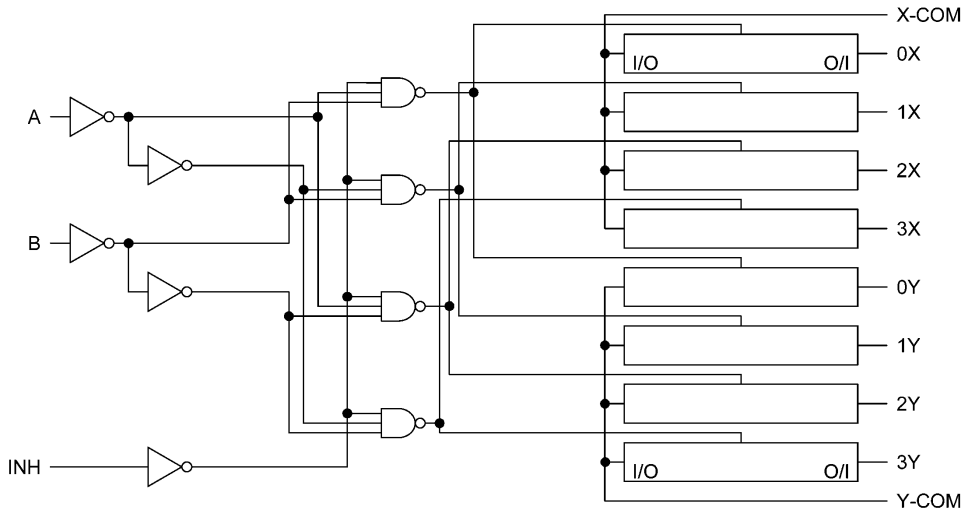 X-COM
I/O O/I 0X
A 1X
2X
B 3X
0Y
1Y
2Y
INH I/O O/I 3Y
Y-COM